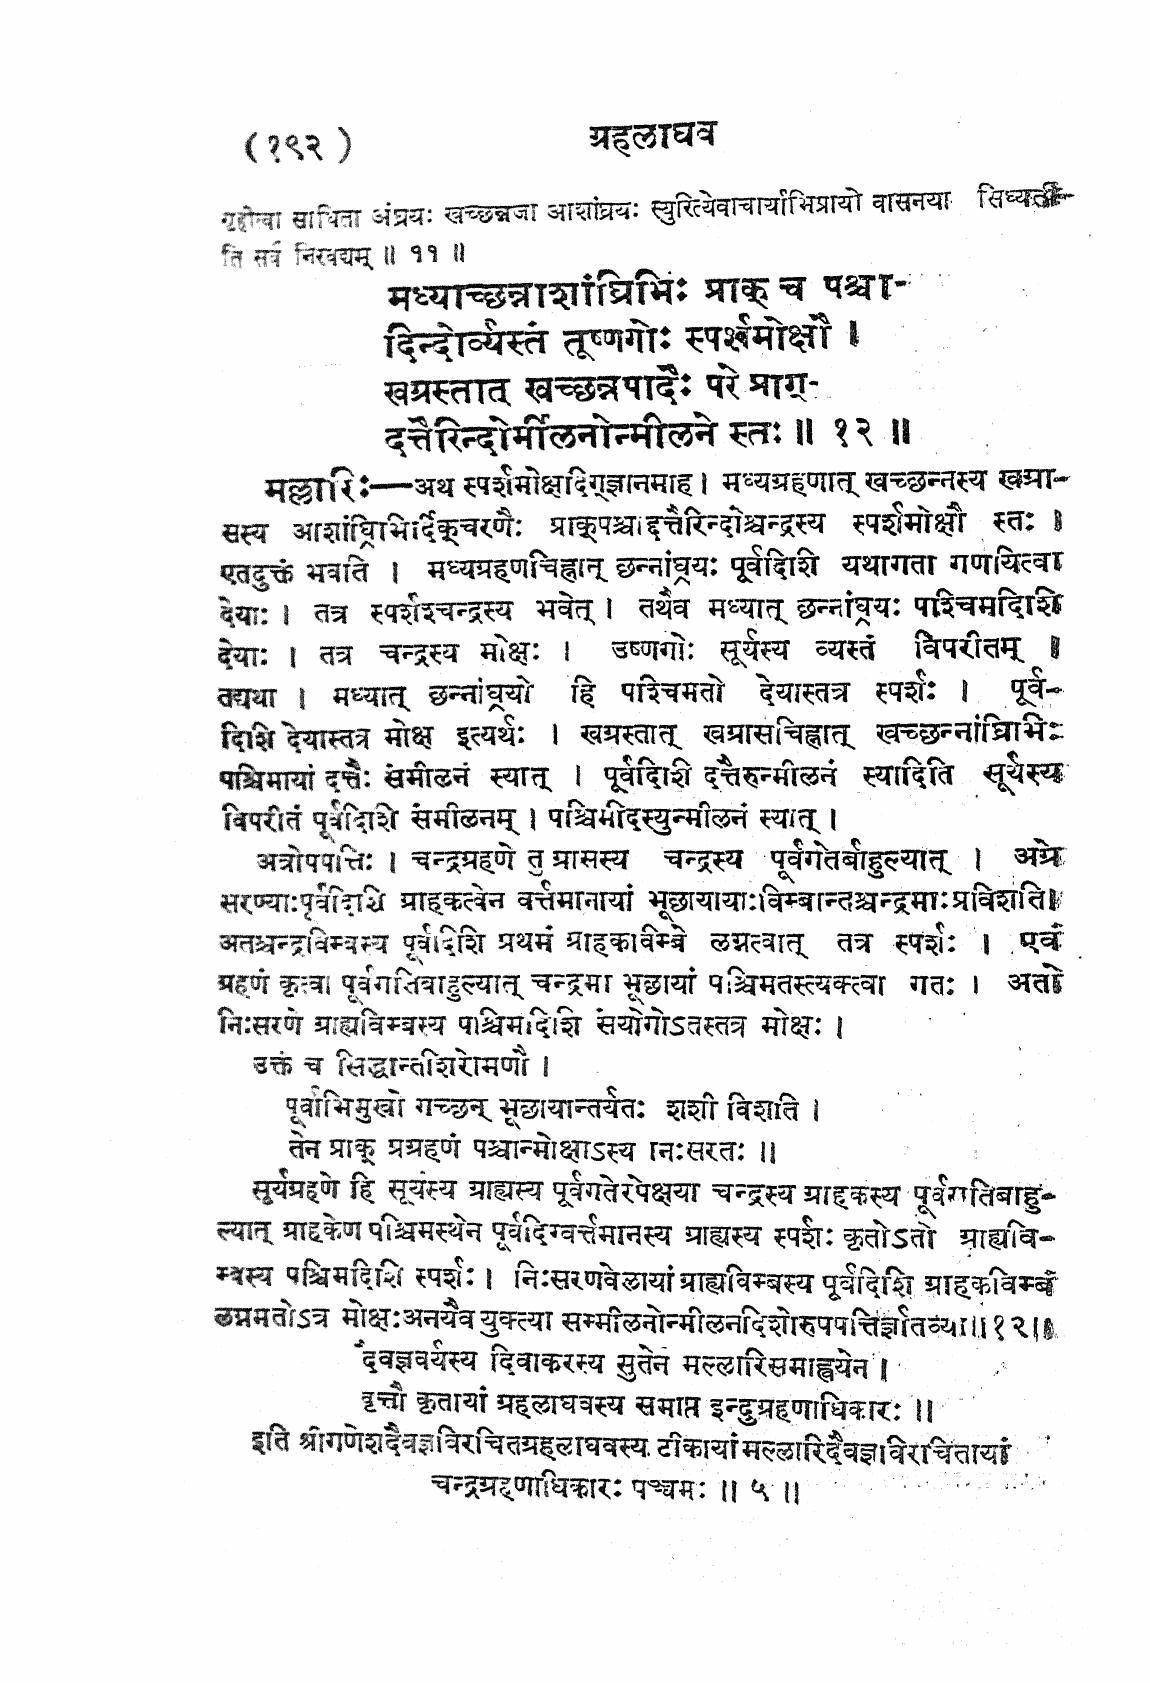 (१९२)
ग्रहलाघव
गृहीत्वा साधिता अंघ्रयः खच्छन्नजा आशांघ्रयः स्युरित्येवाचार्याभिप्रायो वासनया सिध्यती-
ति सर्वं निरवद्यम् ॥ ११ ॥
मध्याच्छन्नाशांघ्रिभिः प्राक् च पश्चा-
दिन्दोर्व्यस्तं तूष्णगोः स्पर्शमोक्षौ ।
खग्रस्तात् खच्छन्नपादैः परे प्राग्-
दत्तैरिन्दोर्मीलनोन्मीलने स्तः ॥ १२ ॥
मल्लारिः—अथ स्पर्शमोक्षदिग्ज्ञानमाह । मध्यग्रहणात् खच्छन्नस्य खग्रा-
सस्य आशांघ्रिभिर्दिक्चरणैः प्राक्पश्चाद्दत्तैरिन्दोश्चन्द्रस्य स्पर्शमोक्षौ स्तः ।
एतदुक्तं भवति । मध्यग्रहणचिह्नान् छन्नांघ्रयः पूर्वदिशि यथागता गणयित्वा
देयाः । तत्र स्पर्शश्चन्द्रस्य भवेत् । तथैव मध्यात् छन्नांघ्रयः पश्चिमदिशि
देयाः । तत्र चन्द्रस्य मोक्षः । उष्णगोः सूर्यस्य व्यस्तं विपरीतम् ।
तद्यथा । मध्यात् छन्नांघ्रयो हि पश्चिमतो देयास्तत्र स्पर्शः । पूर्व-
दिशि देयास्तत्र मोक्ष इत्यर्थः । खग्रस्तात् खग्रासचिह्नात् खच्छन्नांघ्रिभिः
पश्चिमायां दत्तैः संमीलनं स्यात् । पूर्वदिशि दत्तैरुन्मीलनं स्यादिति सूर्यस्य
विपरीतं पूर्वदिशि संमीलनम् । पश्चिमदिस्युन्मीलनं स्यात् ।
अत्रोपपत्तिः । चन्द्रग्रहणे तु ग्रासस्य चन्द्रस्य पूर्वगतेर्बाहुल्यात् । अग्रे
सरण्याःपूर्वदिशि ग्राहकत्वेन वर्त्तमानायां भूछायायाःविम्बान्तश्चन्द्रमाःप्रविशति।
अतश्चन्द्रविम्बस्य पूर्वदिशि प्रथमं ग्राहकविम्बे लग्नत्वात् तत्र स्पर्शः । एवं
ग्रहणं कृत्वा पूर्वगतिबाहुल्यात् चन्द्रमा भूछायां पश्चिमतस्त्यक्त्वा गतः । अतो
निःसरणे ग्राह्यविम्बस्य पश्चिमदिशि संयोगोऽतस्तत्र मोक्षः ।
उक्तं च सिद्धान्तशिरोमणौ ।
पूर्वाभिमुखो गच्छन् भूछायान्तर्यतः शशी विशति ।
तेन प्राक् प्रग्रहणं पश्चान्मोक्षाऽस्य निःसरतः ॥
सूर्यग्रहणे हि सूर्यस्य ग्राह्यस्य पूर्वगतेरपेक्षया चन्द्रस्य ग्राहकस्य पूर्वगतिबाहु-
ल्यात् ग्राहकेण पश्चिमस्थेन पूर्वदिग्वर्त्तमानस्य ग्राह्यस्य स्पर्शः कृतोऽतो ग्राह्यवि-
म्बस्य पश्चिमदिशि स्पर्शः । निःसरणवेलायां ग्राह्यविम्बस्य पूर्वदिशि ग्राहकविम्बं
लग्नमतोऽत्र मोक्षःअनयैव युक्त्या सम्मीलनोन्मीलनदिशोरुपपत्तिर्ज्ञातव्या॥१२॥
दैवज्ञवर्यस्य दिवाकरस्य सुतेन मल्लारिसमाह्वयेन ।
वृत्तौ कृतायां ग्रहलाघवस्य समाप्त इन्दुग्रहणाधिकारः ॥
इति श्रीगणेशदैवज्ञविरचितग्रहलाघवस्य टीकायां मल्लारिदैवज्ञविरचितायां
चन्द्रग्रहणाधिकारः पञ्चमः ॥ ५ ॥